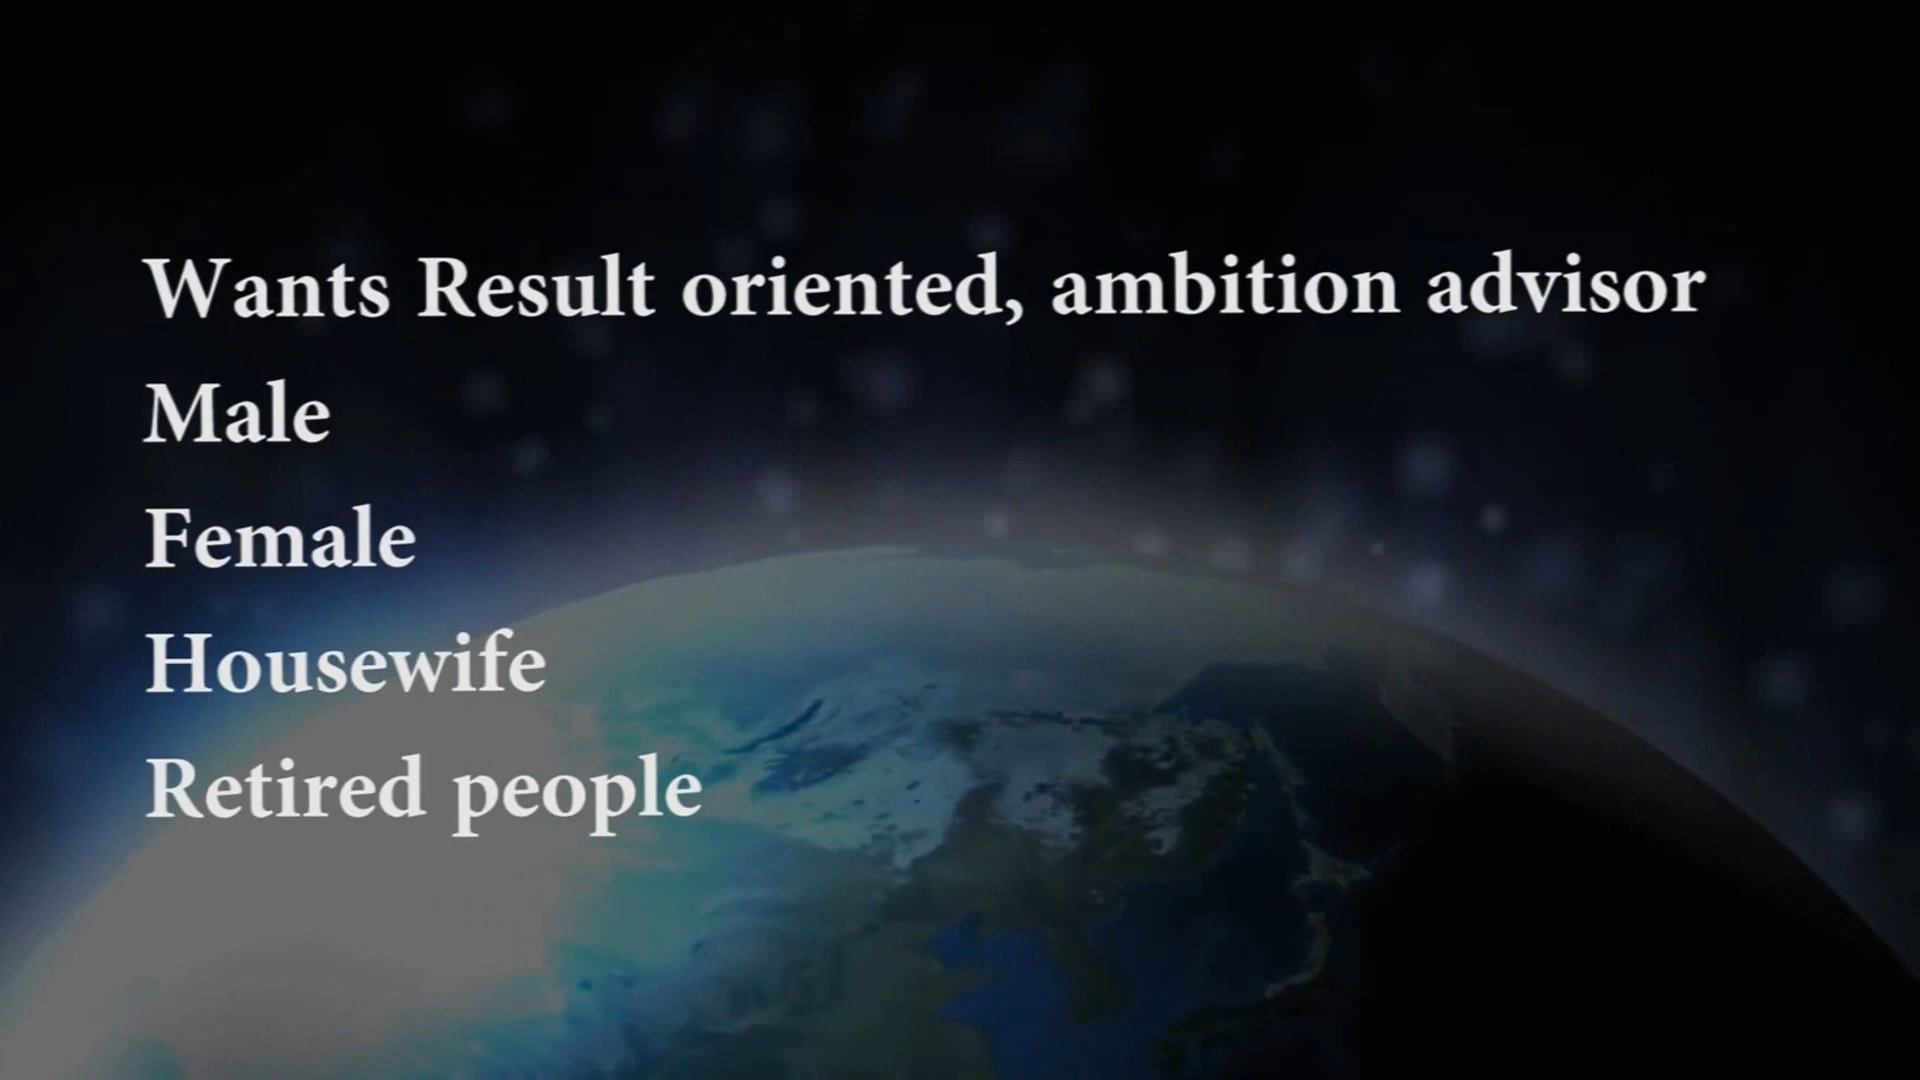 Wants Result oriented, ambition advisor
Male
Female
Housewife
Retired people